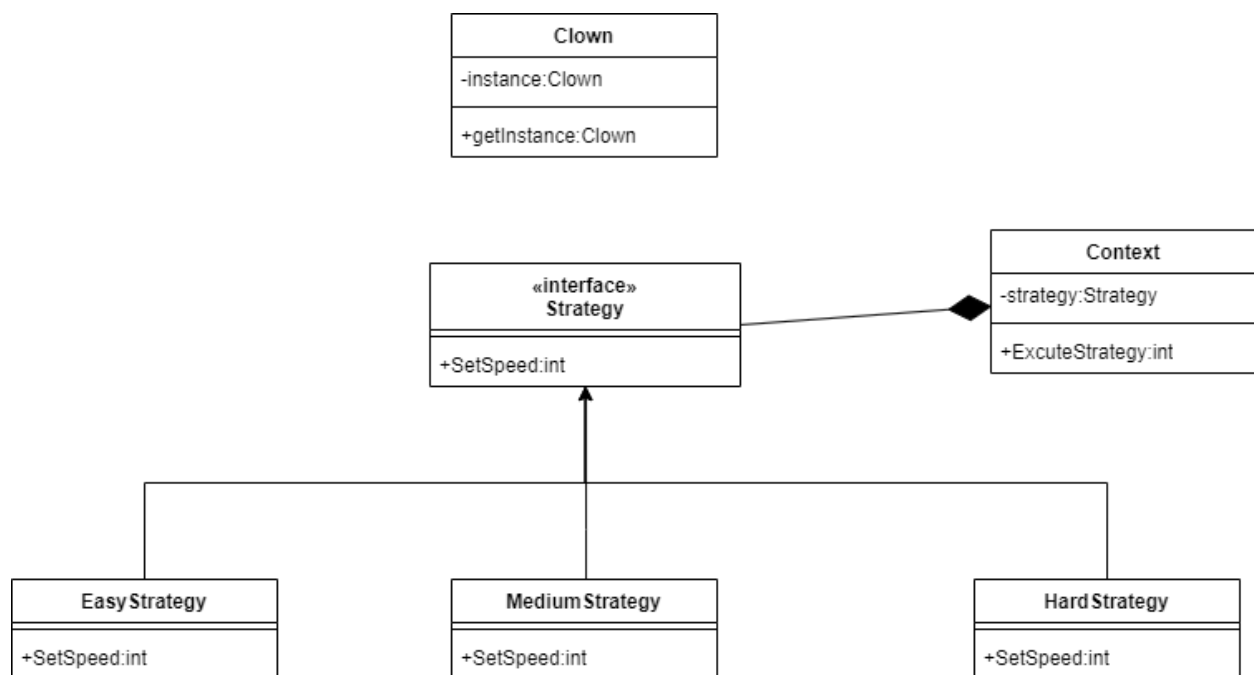 Clown
-instance:Clown
+getInstance:Clown
«interface»
Strategy
+SetSpeed:int
Context
-strategy:Strategy
+ExcuteStrategy:int
EasyStrategy
+SetSpeed:int
MediumStrategy
+SetSpeed:int
HardStrategy
+SetSpeed:int